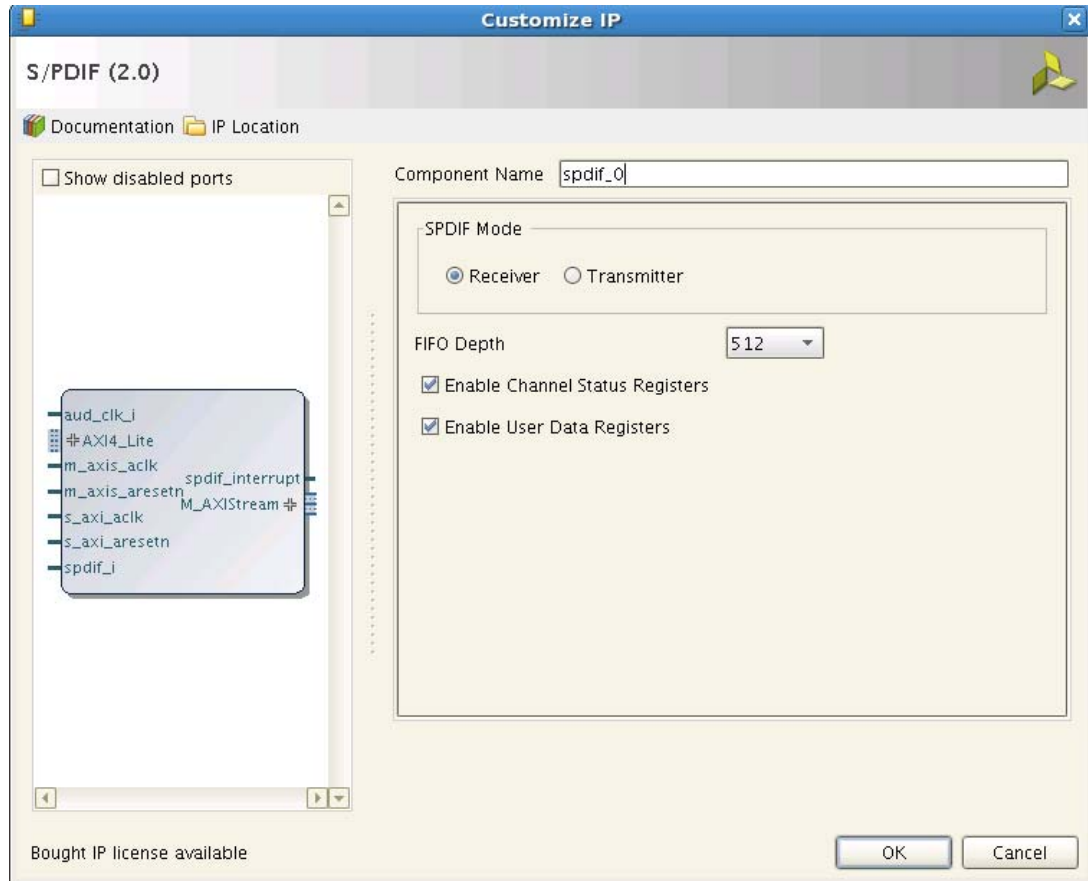 Customize IP
S/PDIF (2.0)
Documentation IP Location
Show disabled ports
aud_clk_i
AXI4_Lite
m_axis_aclk
m_axis_aresetn
s_axi_aclk
s_axi_aresetn
spdif_i
spdif_interrupt
M_AXIStream
Component Name spdif_0
SPDIF Mode
Receiver Transmitter
FIFO Depth 512
Enable Channel Status Registers
Enable User Data Registers
Bought IP license available
OK Cancel